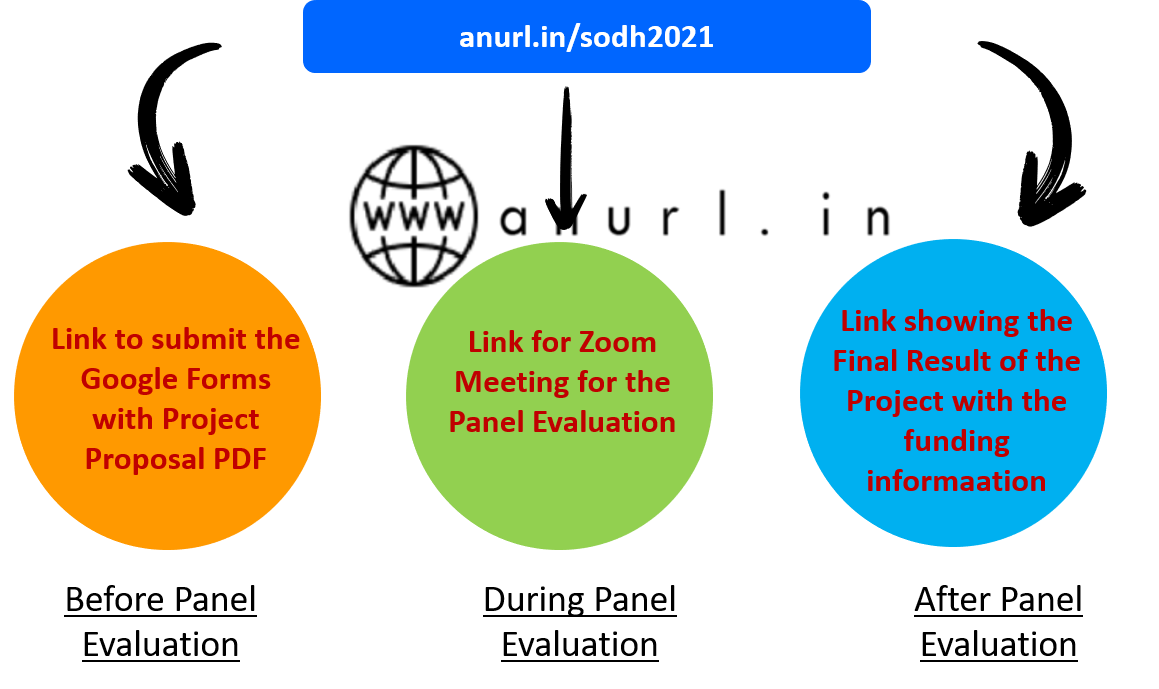 anurl.in/sodh2021
WWW anurl.in
Link to submit the
Google Forms
with Project
Proposal PDF
Link for Zoom
Meeting for the
Panel Evaluation
Link showing the
Final Result of the
Project with the
funding
informaation
Before Panel
Evaluation
During Panel
Evaluation
After Panel
Evaluation